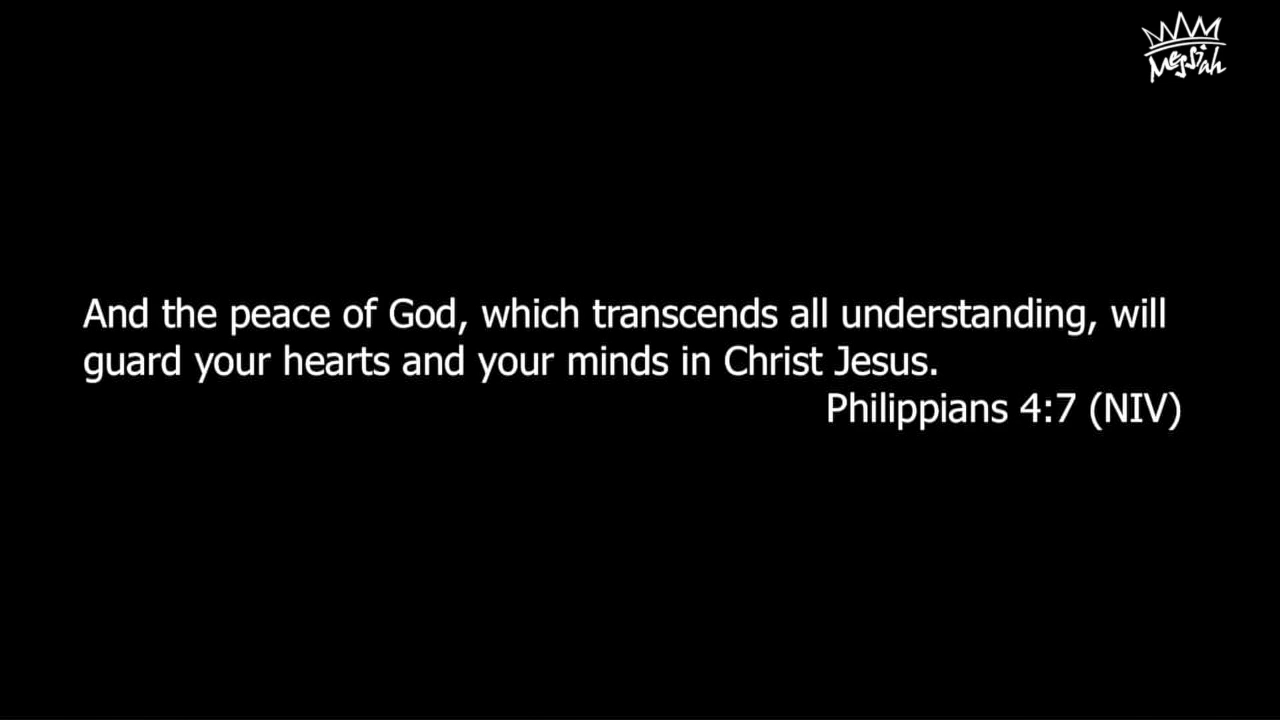 Messiah
And the peace of God, which transcends all understanding, will
guard your hearts and your minds in Christ Jesus.
Philippians 4:7 (NIV)